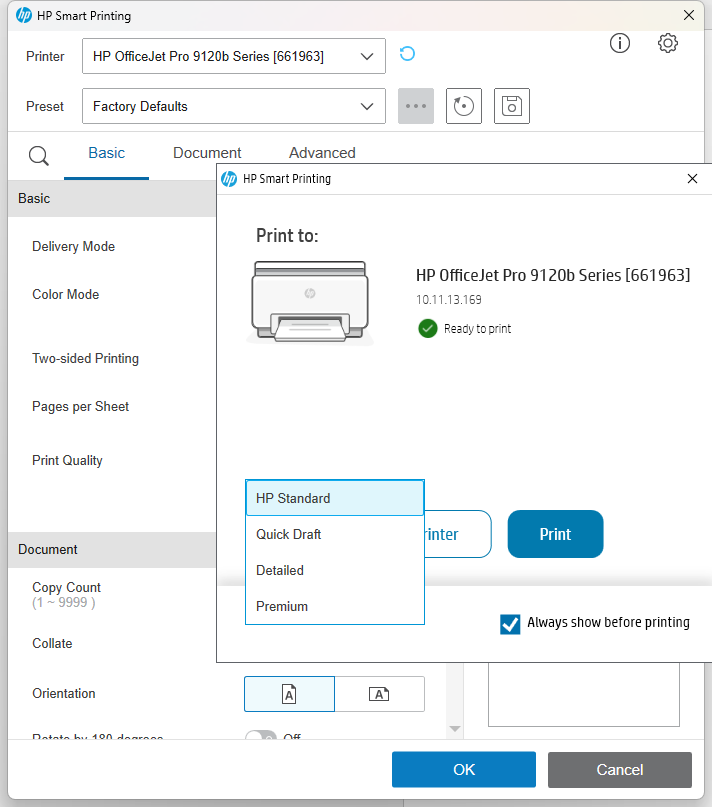 HP Smart Printing
Printer
HP OfficeJet Pro 9120b Series [661963]
Preset
Factory Defaults
Basic Document Advanced
Basic
Delivery Mode
Color Mode
Two-sided Printing
Pages per Sheet
Print Quality
Document
Copy Count
(1 ~ 9999 )
Collate
Orientation
A A
Rotate by 180 degrees
Off
OK Cancel
hp HP Smart Printing
Print to:
HP OfficeJet Pro 9120b Series [661963]
10.11.13.169
Ready to print
HP Standard
Quick Draft
Detailed
Premium
rinter
Print
Always show before printing